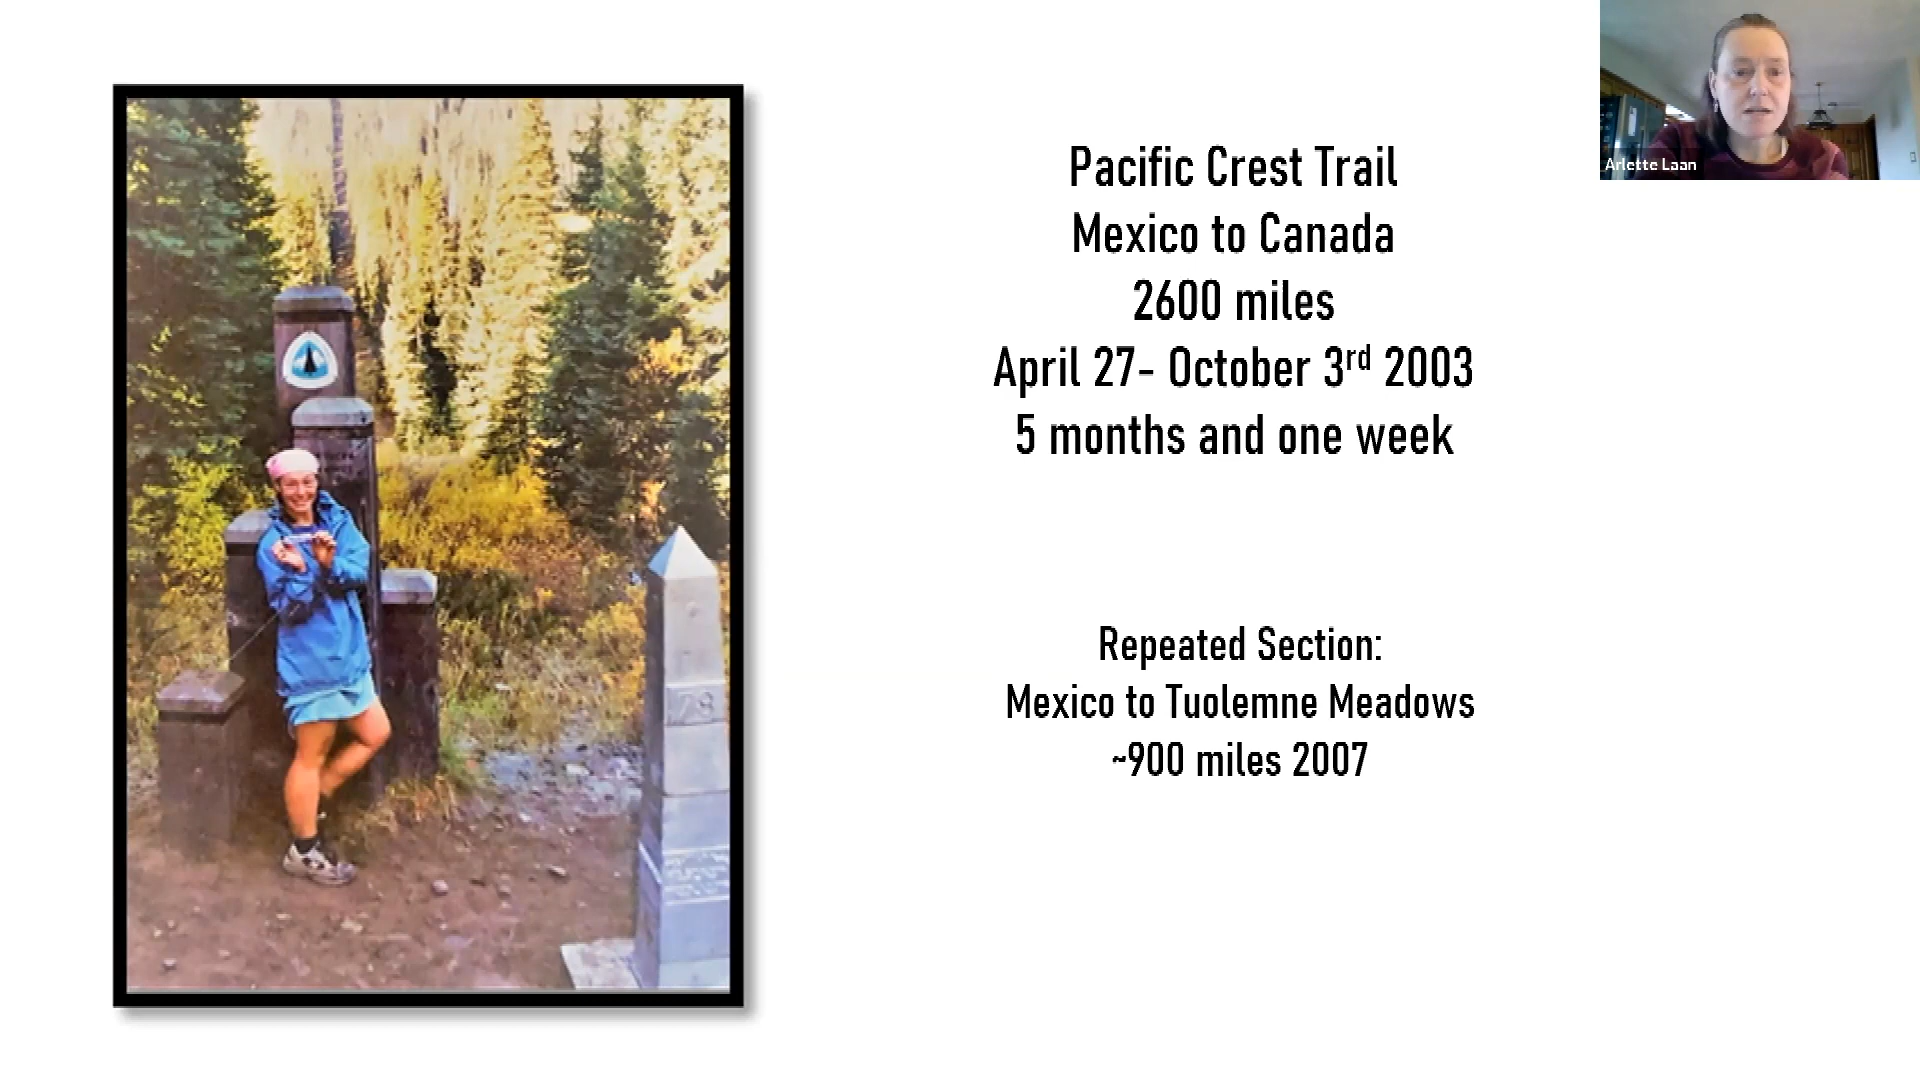 Pacific Crest Trail
Mexico to Canada
2600 miles
April 27- October 3rd 2003
5 months and one week
Repeated Section:
Mexico to Tuolemne Meadows
~900 miles 2007
Arlette Laan
78